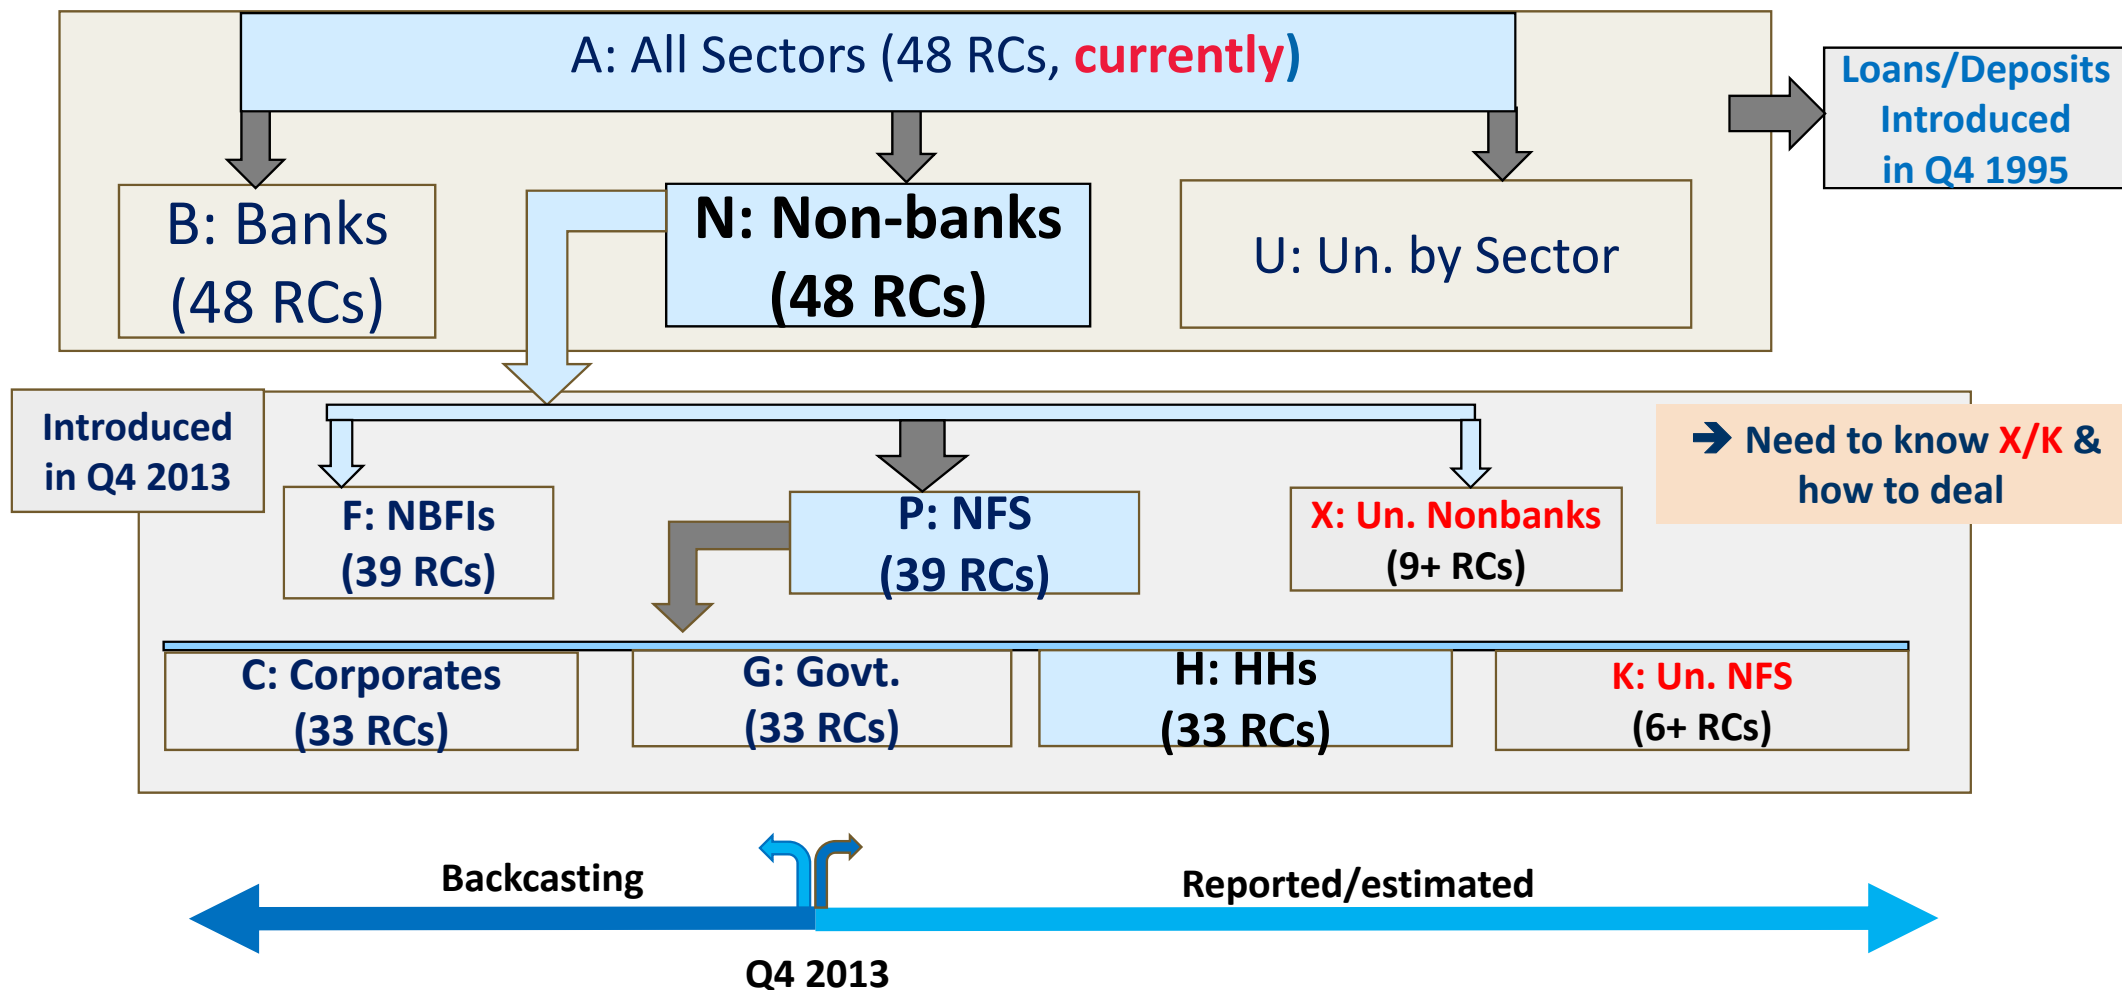 A: All Sectors (48 RCs, currently)
Loans/Deposits
Introduced
in Q4 1995
B: Banks
(48 RCs)
N: Non-banks
(48 RCs)
U: Un. by Sector
Introduced
in Q4 2013
➔ Need to know X/K &
how to deal
F: NBFIs
(39 RCs)
P: NFS
(39 RCs)
X: Un. Nonbanks
(9+ RCs)
C: Corporates
(33 RCs)
G: Govt.
(33 RCs)
H: HHs
(33 RCs)
K: Un. NFS
(6+ RCs)
Backcasting
Reported/estimated
Q4 2013